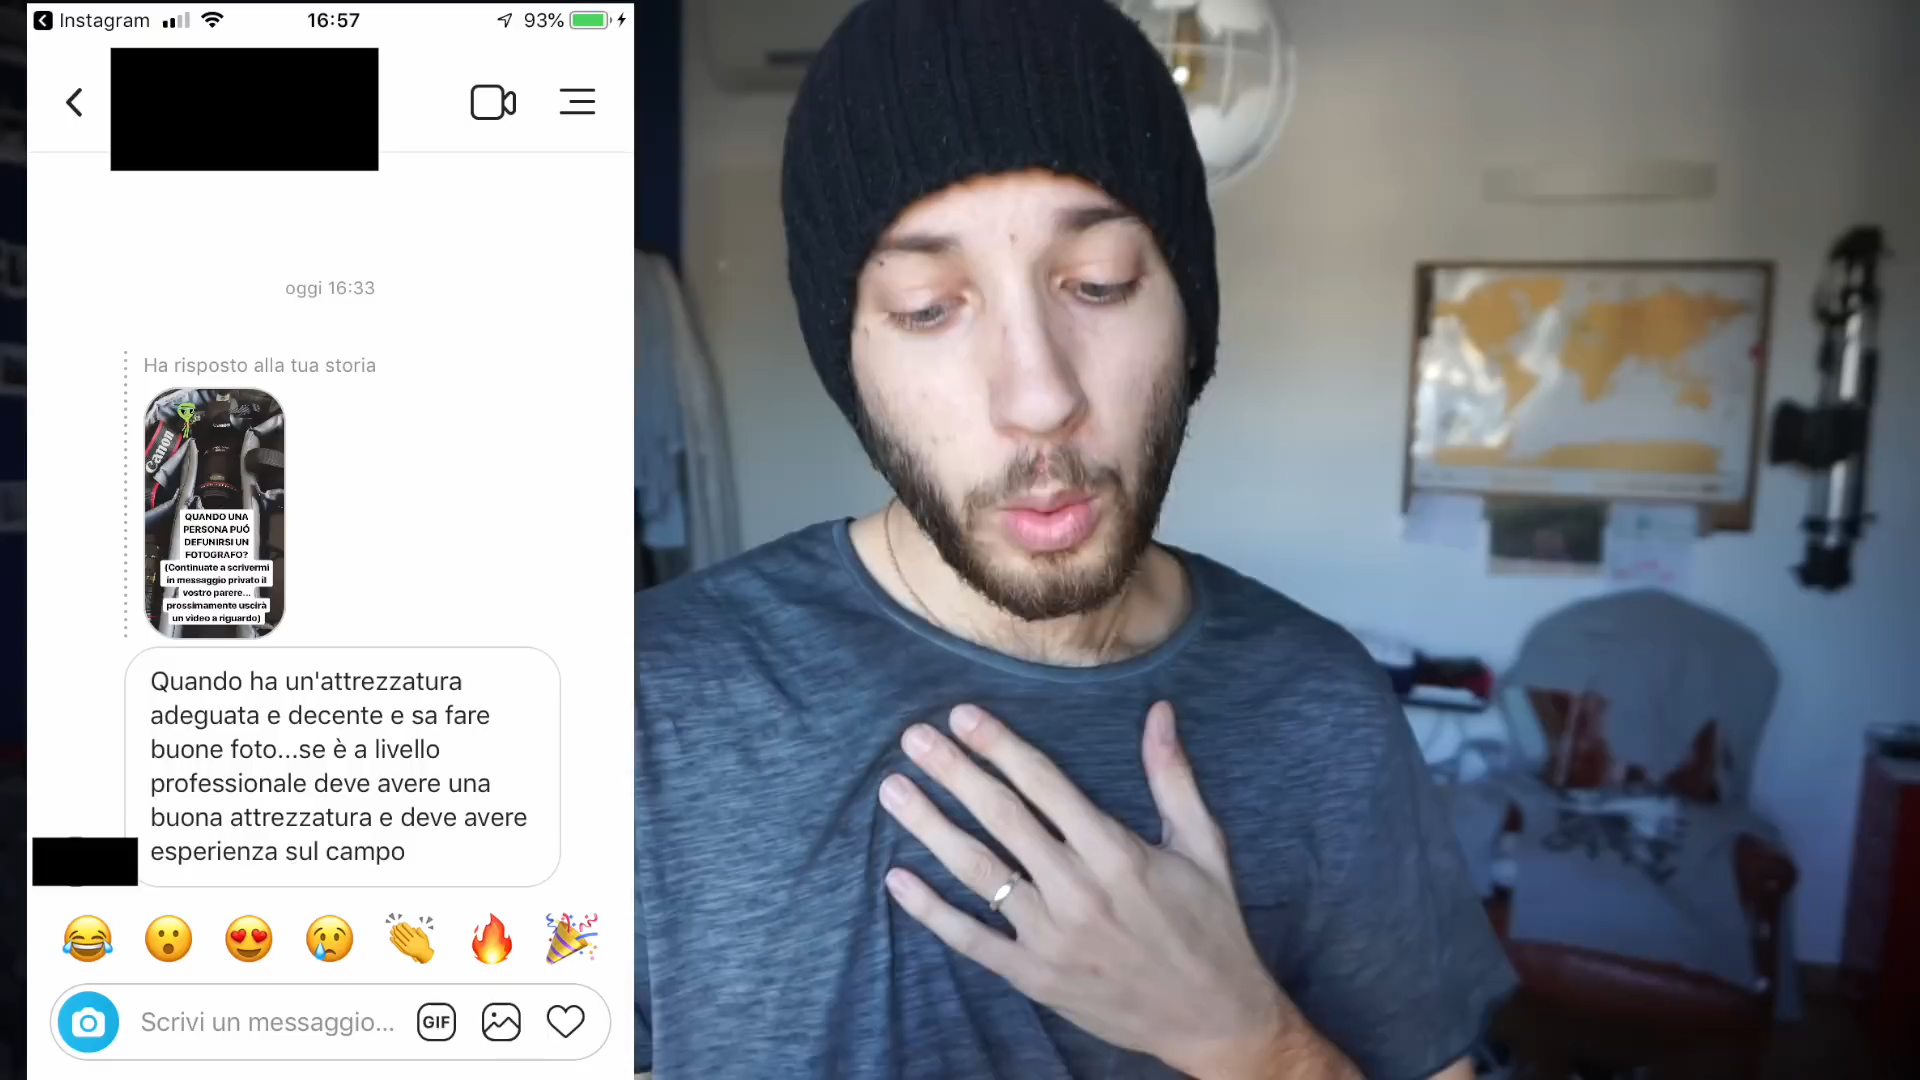 Instagram
16:57
93%
oggi 16:33
Ha risposto alla tua storia
Canon
Canon
QUANDO UNA
PERSONA PUÓ
DEFUNIRSI UN
FOTOGRAFO?
(Continuate a scrivermi
in messaggio privato il
vostro parere...
prossimamente uscirà
un video a riguardo)
Quando ha un'attrezzatura
adeguata e decente e sa fare
buone foto...se è a livello
professionale deve avere una
buona attrezzatura e deve avere
esperienza sul campo
Scrivi un messaggio...
GIF